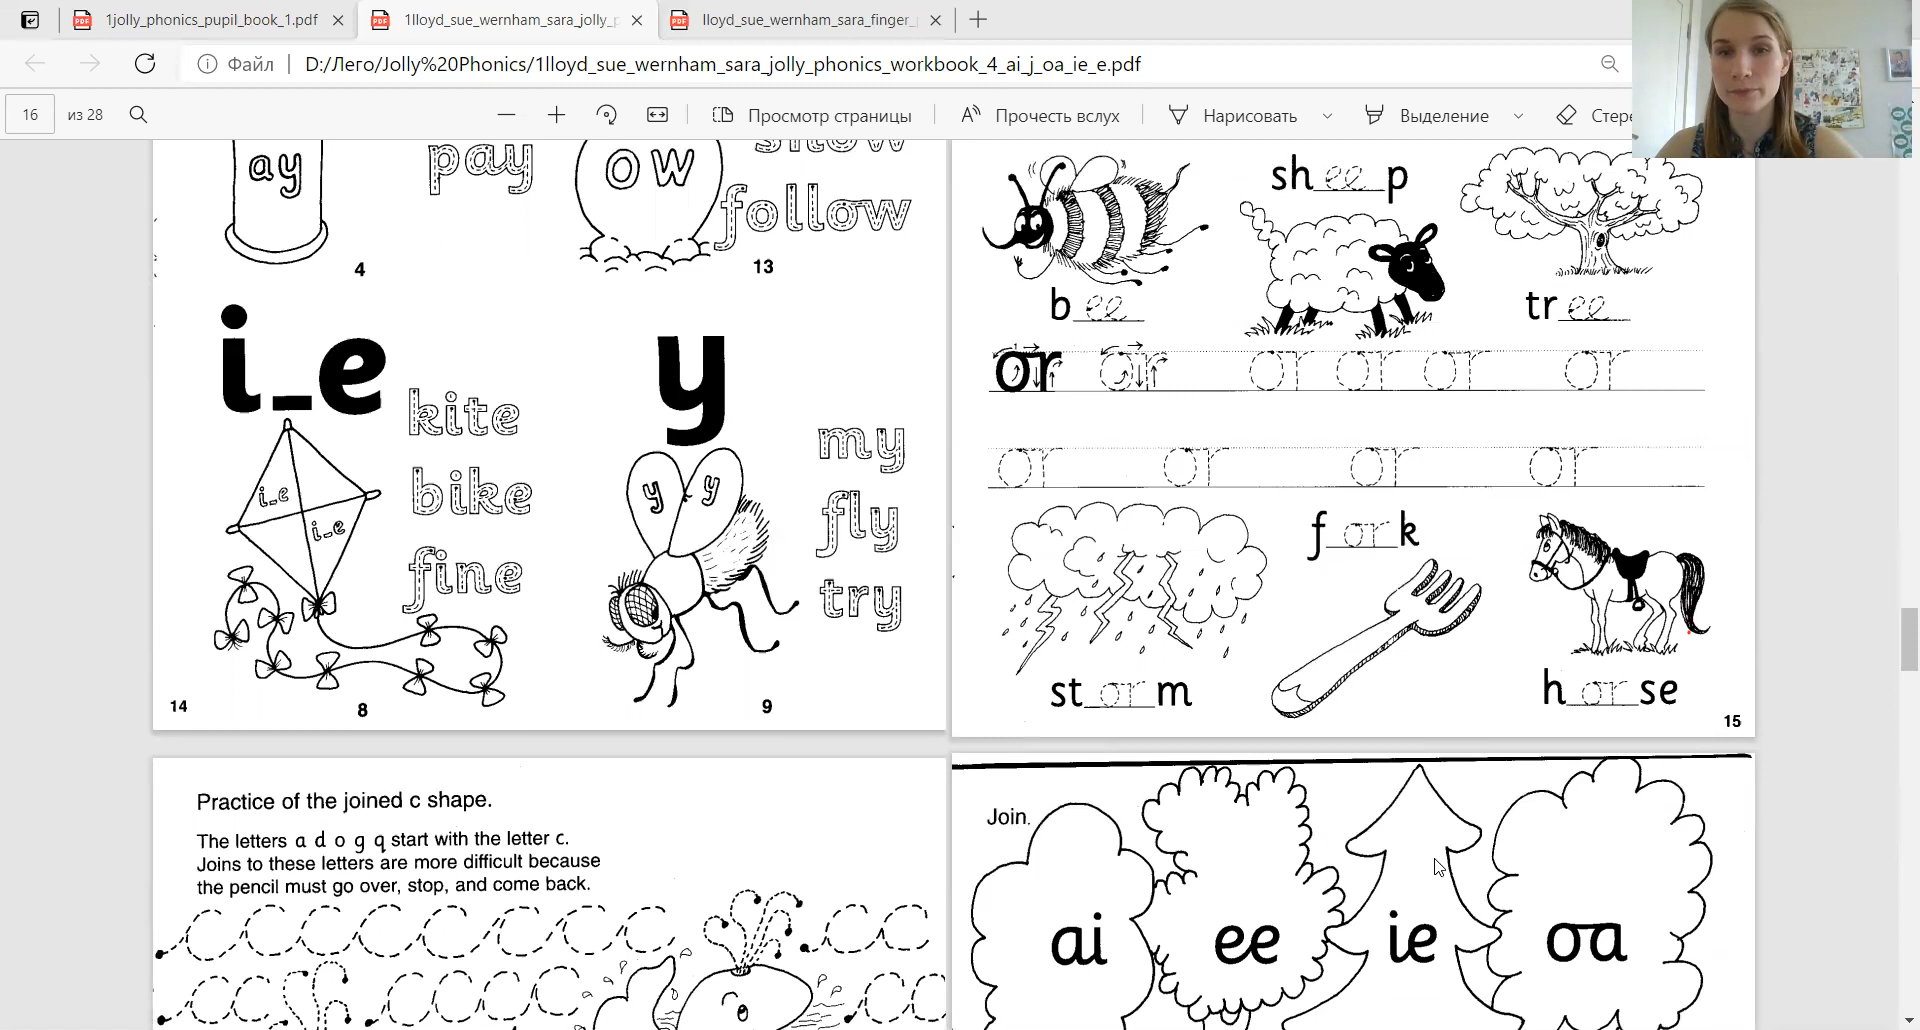 1jolly_phonics_pupil_book_1.pdf
1lloyd_sue_wernham_sara_jolly_p
lloyd_sue_wernham_sara_finger_
Файл
D:/Лего/Jolly%20Phonics/1lloyd_sue_wernham_sara_jolly_phonics_workbook_4_ai_j_oa_ie_e.pdf
16 из 28
Просмотр страницы
Прочесть вслух
Нарисовать
Выделение
ay
pay
4
ow
snow
follow
13
i_e
kite
bike
fine
i_e
i_e
14
8
y
my
fly
try
y y
9
sh ee p
b ee
tr ee
or or or or or or
or or or or
f or k
st or m
h or se
15
Practice of the joined c shape.
The letters a d o g q start with the letter c.
Joins to these letters are more difficult because
the pencil must go over, stop, and come back.
c c c c c c c c c c
c c c c c c c c
Join.
ai ee ie oa